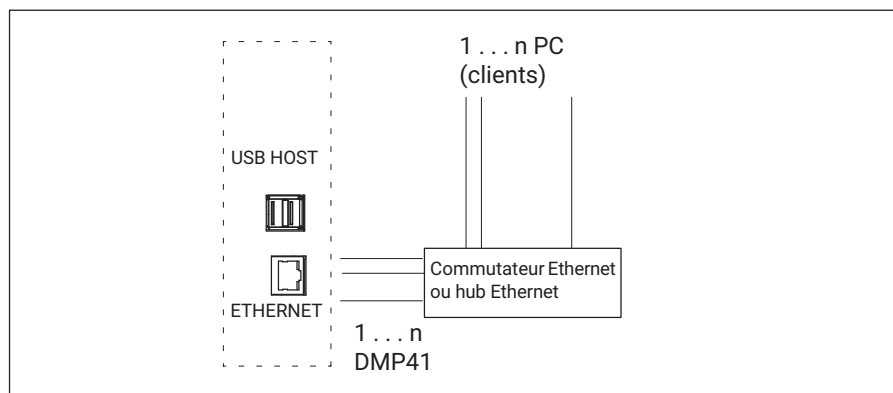 1 . . . n PC
(clients)
USB HOST
Commutateur Ethernet
ou hub Ethernet
ETHERNET
1 . . . n
DMP41